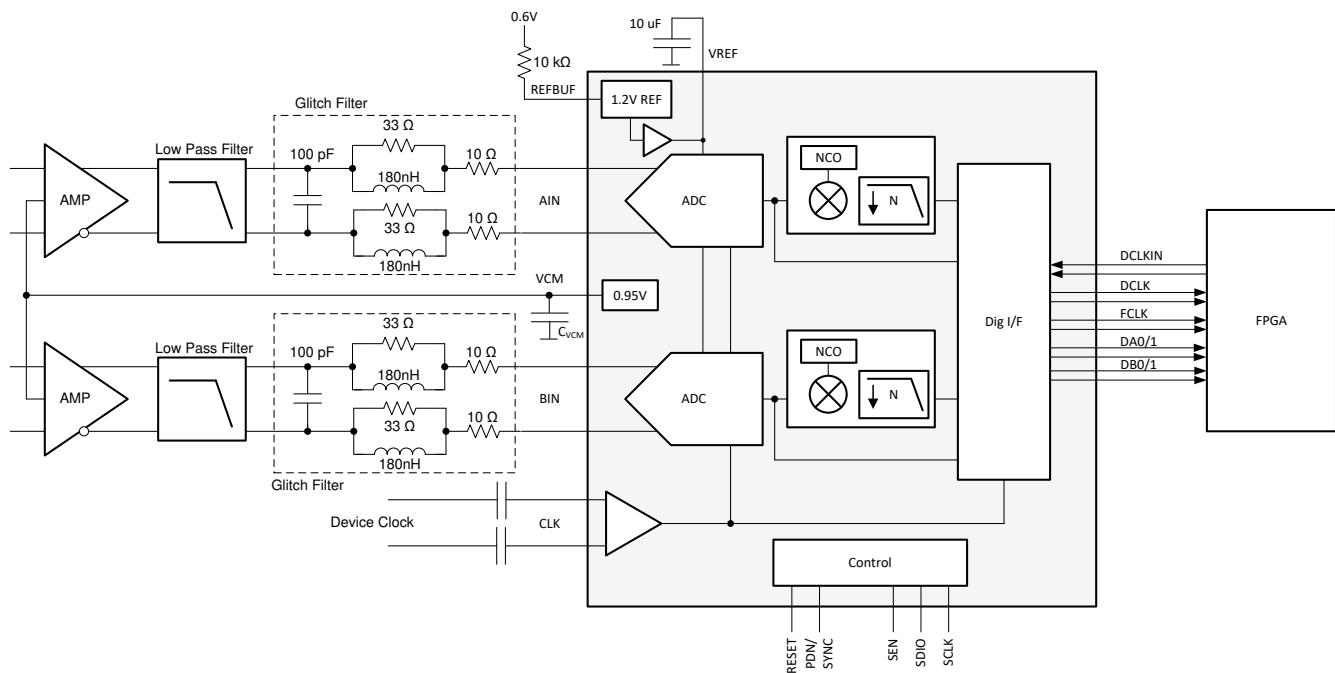 0.6V
10 uF
VREF
10 kΩ
REFBUF
1.2V REF
Glitch Filter
33 Ω
Low Pass Filter
100 pF
10 Ω
180nH
NCO
AMP
AIN
ADC
N
33 Ω
10 Ω
180nH
VCM
0.95V
CVCM
Dig I/F
DCLKIN
DCLK
FCLK
DA0/1
DB0/1
FPGA
33 Ω
Low Pass Filter
100 pF
10 Ω
180nH
NCO
AMP
BIN
ADC
N
33 Ω
10 Ω
180nH
Glitch Filter
Device Clock
CLK
Control
RESET
PDN/
SYNC
SEN
SDIO
SCLK